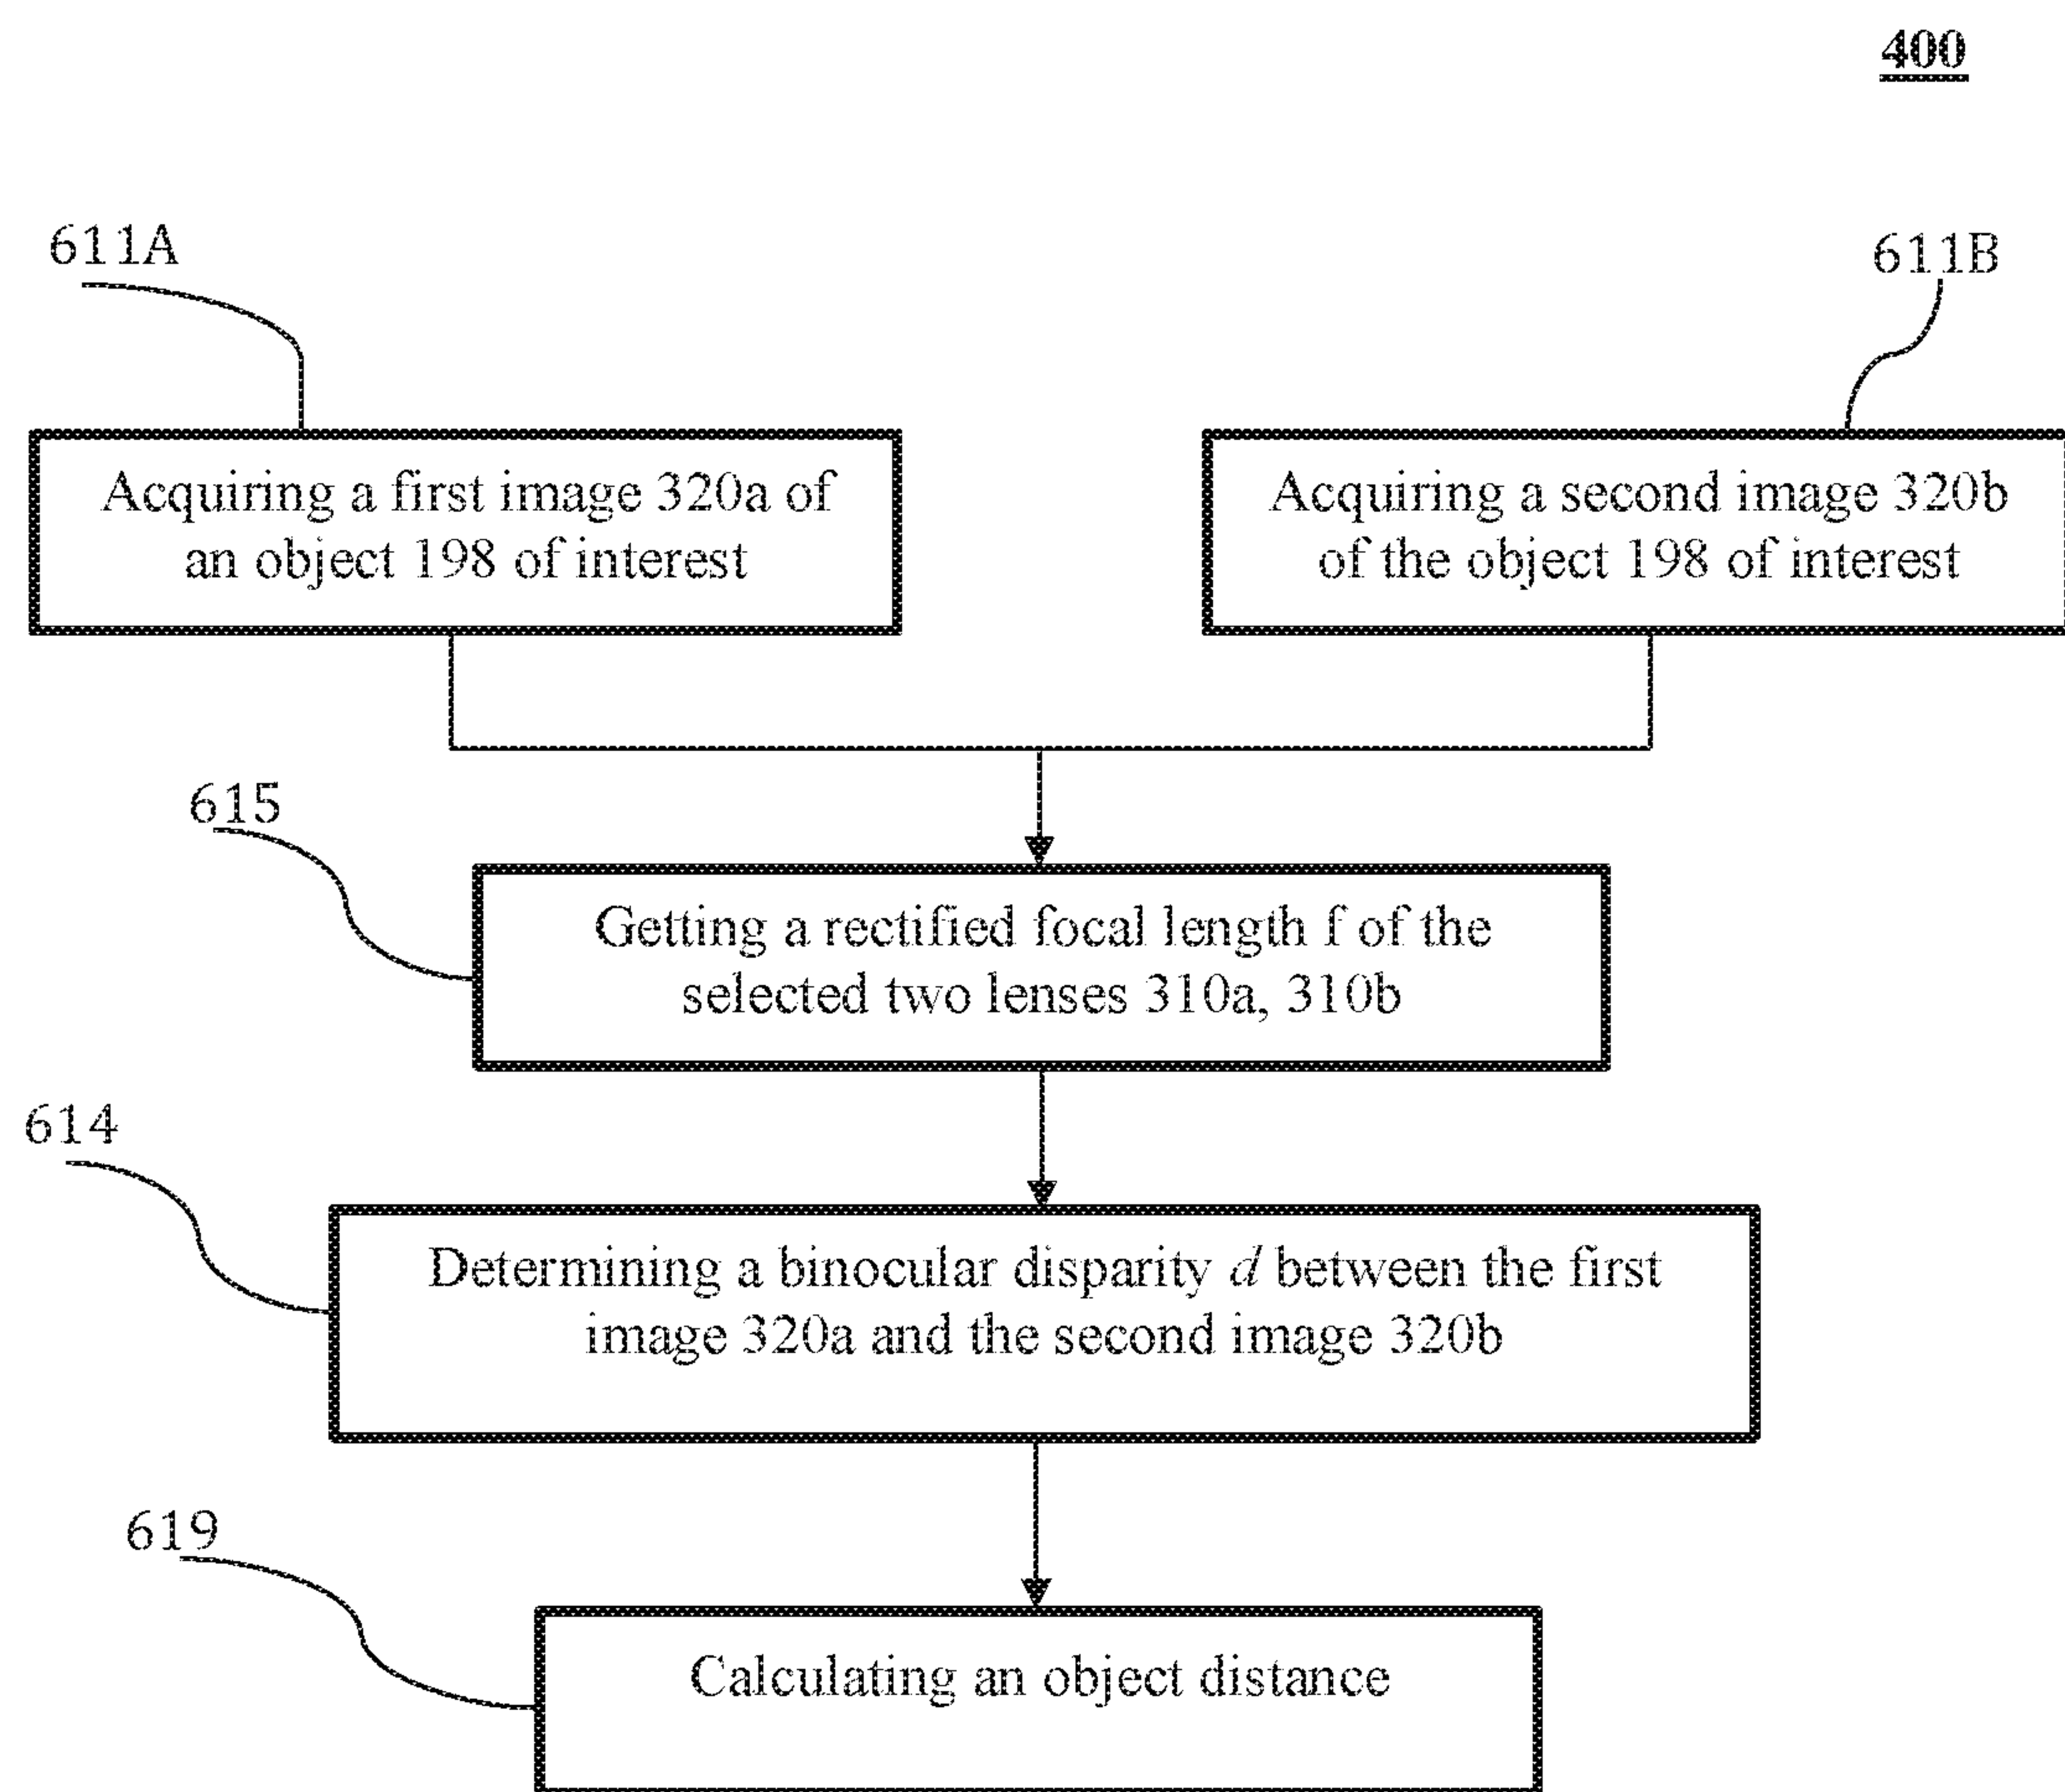 400
611A
611B
Acquiring a first image 320a of
an object 198 of interest
Acquiring a second image 320b
of the object 198 of interest
615
Getting a rectified focal length f of the
selected two lenses 310a, 310b
614
Determining a binocular disparity d between the first
image 320a and the second image 320b
619
Calculating an object distance